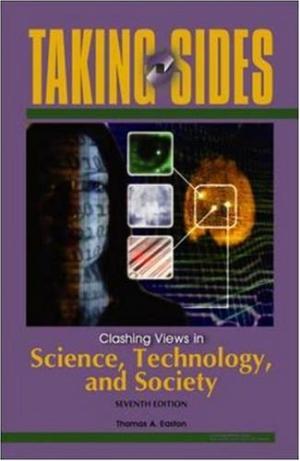 TAKING SIDES
Clashing Views in
Science, Technology,
and Society
SEVENTH EDITION
Thomas A. Easton